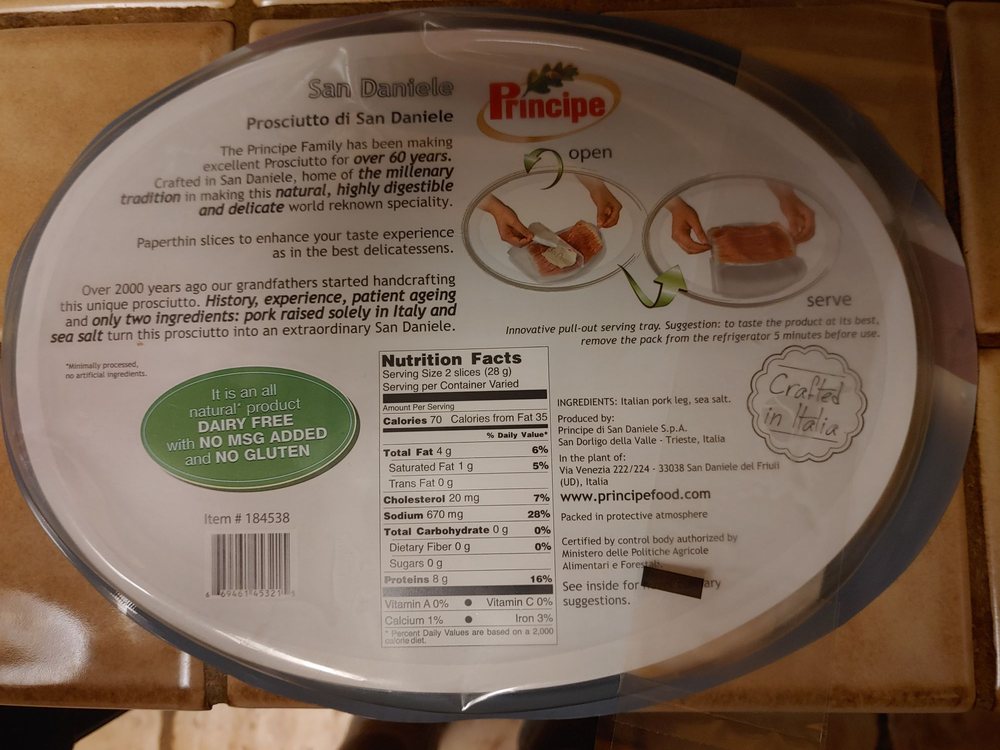 San Daniele
Prosciutto di San Daniele
The Principe Family has been making
excellent Prosciutto for over 60 years.
Crafted in San Daniele, home of the millenary
tradition in making this natural, highly digestible
and delicate world reknown speciality.
Paperthin slices to enhance your taste experience
as in the best delicatessens.
Over 2000 years ago our grandfathers started handcrafting
this unique prosciutto. History, experience, patient ageing
and only two ingredients: pork raised solely in Italy and
sea salt turn this prosciutto into an extraordinary San Daniele.
*Minimally processed,
no artificial ingredients.
It is an all
natural* product
DAIRY FREE
with NO MSG ADDED
and NO GLUTEN
Item # 184538
6 69461 45321 1
Principe
open
serve
Innovative pull-out serving tray. Suggestion: to taste the product at its best,
remove the pack from the refrigerator 5 minutes before use.
Nutrition Facts
Serving Size 2 slices (28 g)
Serving per Container Varied
Amount Per Serving
Calories 70 Calories from Fat 35
% Daily Value*
Total Fat 4 g 6%
Saturated Fat 1 g 5%
Trans Fat 0 g
Cholesterol 20 mg 7%
Sodium 670 mg 28%
Total Carbohydrate 0 g 0%
Dietary Fiber 0 g 0%
Sugars 0 g
Proteins 8 g 16%
Vitamin A 0% • Vitamin C 0%
Calcium 1% • Iron 3%
* Percent Daily Values are based on a 2,000
calorie diet.
INGREDIENTS: Italian pork leg, sea salt.
Produced by:
Principe di San Daniele S.p.A.
San Dorligo della Valle - Trieste, Italia
In the plant of:
Via Venezia 222/224 - 33038 San Daniele del Friuli
(UD), Italia
www.principefood.com
Packed in protective atmosphere
Certified by control body authorized by
Ministero delle Politiche Agricole
Alimentari e Forestali.
See inside for
suggestions.
Crafted
in Italia